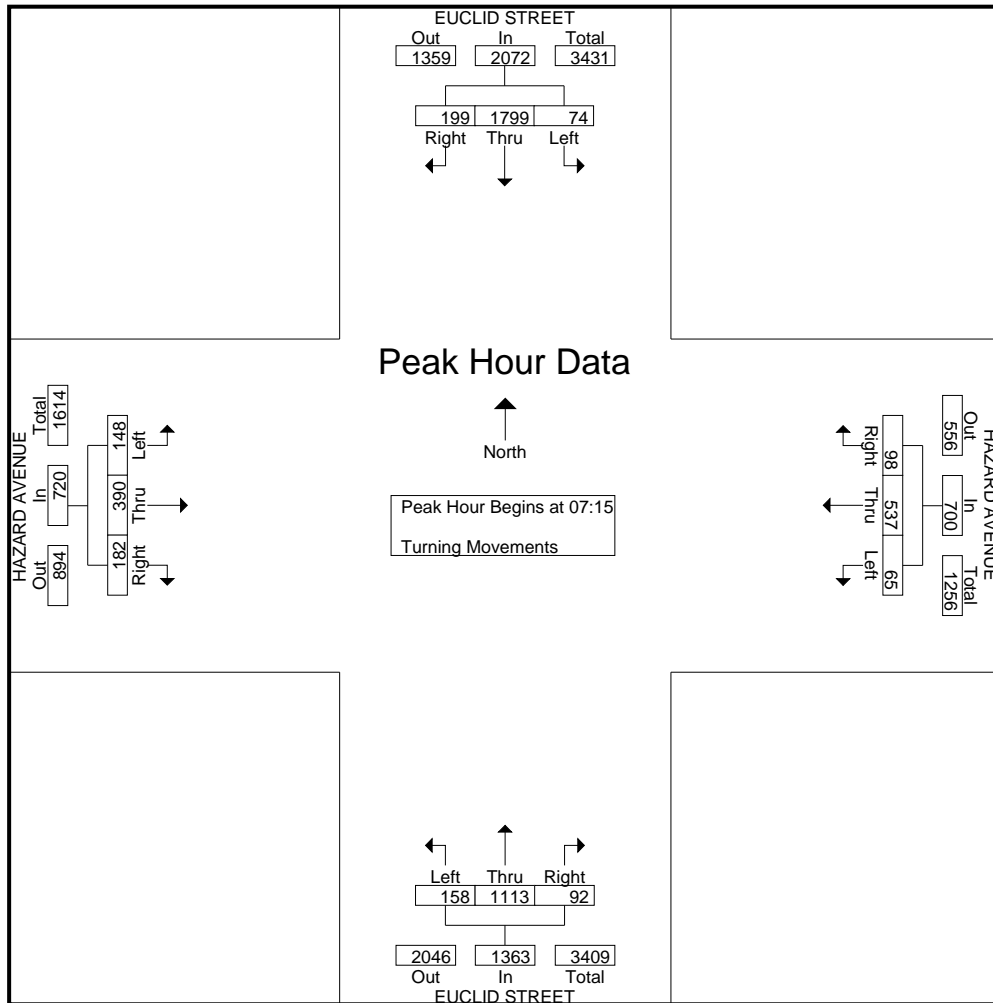 EUCLID STREET
Out In Total
1359 2072 3431
199 1799 74
Right Thru Left
Peak Hour Data
North
Peak Hour Begins at 07:15
Turning Movements
HAZARD AVENUE
Total In Out
1614 720 894
148 390 182
Left Thru Right
Right Thru Left
98 537 65
556 700 1256
Out In Total
HAZARD AVENUE
Left Thru Right
158 1113 92
2046 1363 3409
Out In Total
EUCLID STREET